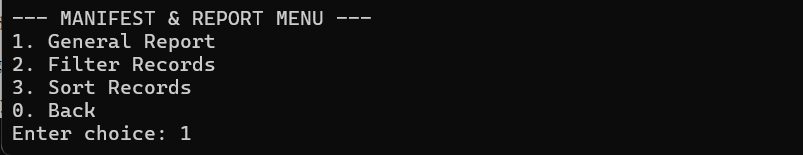 --- MANIFEST & REPORT MENU ---
1. General Report
2. Filter Records
3. Sort Records
0. Back
Enter choice: 1